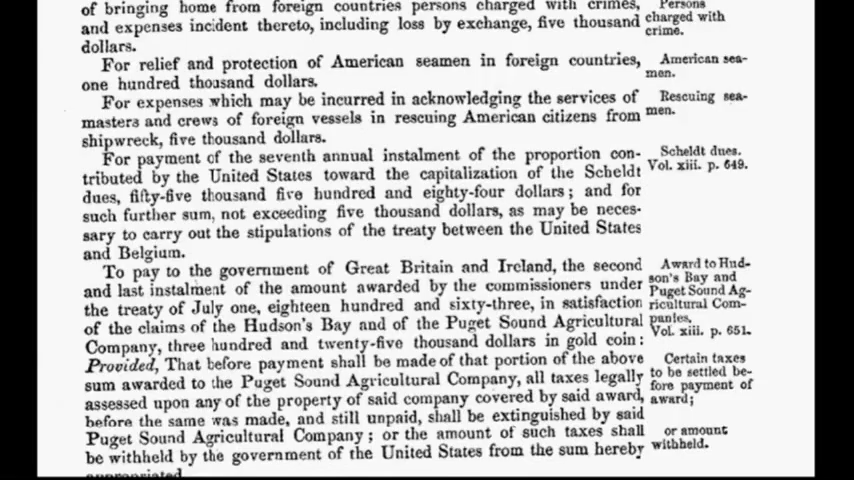 of bringing home from foreign countries persons charged with crimes,
and expenses incident thereto, including loss by exchange, five thousand
dollars.
Persons
charged with
crime.
For relief and protection of American seamen in foreign countries,
one hundred thousand dollars.
American sea-
men.
For expenses which may be incurred in acknowledging the services of
masters and crews of foreign vessels in rescuing American citizens from
shipwreck, five thousand dollars.
Rescuing sea-
men.
For payment of the seventh annual instalment of the proportion con-
tributed by the United States toward the capitalization of the Scheldt
dues, fifty-five thousand five hundred and eighty-four dollars; and for
such further sum, not exceeding five thousand dollars, as may be neces-
sary to carry out the stipulations of the treaty between the United States
and Belgium.
Scheldt dues.
Vol. xiii. p. 649.
To pay to the government of Great Britain and Ireland, the second
and last instalment of the amount awarded by the commissioners under
the treaty of July one, eighteen hundred and sixty-three, in satisfaction
of the claims of the Hudson's Bay and of the Puget Sound Agricultural
Company, three hundred and twenty-five thousand dollars in gold coin:
Provided, That before payment shall be made of that portion of the above
sum awarded to the Puget Sound Agricultural Company, all taxes legally
assessed upon any of the property of said company covered by said award,
before the same was made, and still unpaid, shall be extinguished by said
Puget Sound Agricultural Company; or the amount of such taxes shall
be withheld by the government of the United States from the sum hereby
appropriated.
Award to Hud-
son's Bay and
Puget Sound Ag-
ricultural Com-
panies.
Vol. xiii. p. 651.
Certain taxes
to be settled be-
fore payment of
award;
or amount
withheld.